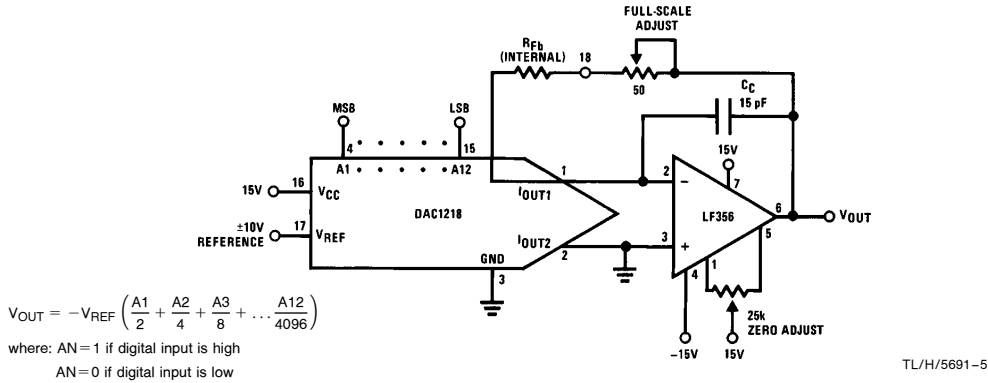 FULL-SCALE
ADJUST
RFb
(INTERNAL)
18
50
CC
15 pF
MSB
LSB
4
15
A1
A12
1
IOUT1
15V
16
VCC
DAC1218
±10V
REFERENCE
17
VREF
IOUT2
2
GND
3
15V
7
2
−
LF356
6
VOUT
3
+
5
4
1
25k
ZERO ADJUST
−15V
15V
VOUT = −VREF (A1/2 + A2/4 + A3/8 + ... A12/4096)
where: AN=1 if digital input is high
AN=0 if digital input is low
TL/H/5691–5